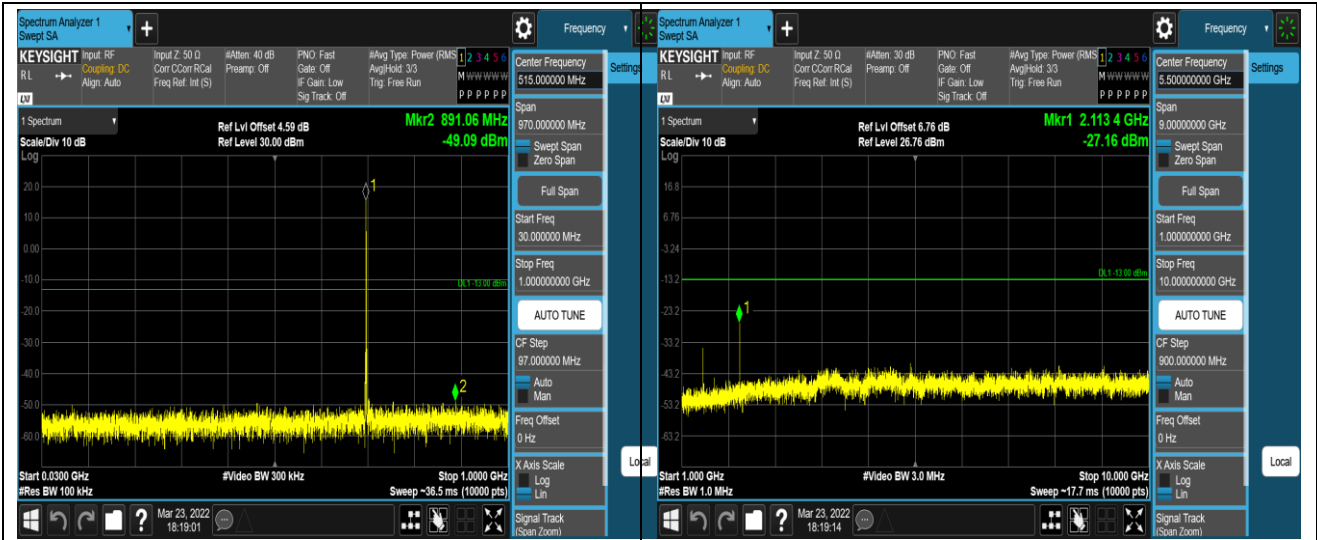 Spectrum Analyzer 1
Swept SA
Frequency
KEYSIGHT
Input: RF
Coupling: DC
Align: Auto
Input Z: 50 Ω
Corr CCorr RCal
Freq Ref: Int (S)
#Atten: 40 dB
Preamp: Off
PNO: Fast
Gate: Off
IF Gain: Low
Sig Track: Off
#Avg Type: Power (RMS
Avg|Hold: 3/3
Trig: Free Run
1 2 3 4 5 6
M W W W W W
P P P P P P
RL
LXI
Center Frequency
515.000000 MHz
Settings
1 Spectrum
Scale/Div 10 dB
Log
Ref Lvl Offset 4.59 dB
Ref Level 30.00 dBm
Mkr2 891.06 MHz
-49.09 dBm
Span
970.000000 MHz
Swept Span
Zero Span
Full Span
Start Freq
30.000000 MHz
Stop Freq
1.000000000 GHz
AUTO TUNE
CF Step
97.000000 MHz
Auto
Man
Freq Offset
0 Hz
X Axis Scale
Log
Lin
Signal Track
(Span Zoom)
Local
1
20.0
10.0
0.00
-10.0
DL1 -13.00 dBm
-20.0
-30.0
-40.0
2
-50.0
-60.0
Start 0.0300 GHz
#Res BW 100 kHz
#Video BW 300 kHz
Stop 1.0000 GHz
Sweep ~36.5 ms (10000 pts)
?
Mar 23, 2022
18:19:01
Spectrum Analyzer 1
Swept SA
Frequency
KEYSIGHT
Input: RF
Coupling: DC
Align: Auto
Input Z: 50 Ω
Corr CCorr RCal
Freq Ref: Int (S)
#Atten: 30 dB
Preamp: Off
PNO: Fast
Gate: Off
IF Gain: Low
Sig Track: Off
#Avg Type: Power (RMS
Avg|Hold: 3/3
Trig: Free Run
1 2 3 4 5 6
M W W W W W
P P P P P P
RL
LXI
Center Frequency
5.500000000 GHz
Settings
1 Spectrum
Scale/Div 10 dB
Log
Ref Lvl Offset 6.76 dB
Ref Level 26.76 dBm
Mkr1 2.113 4 GHz
-27.16 dBm
Span
9.00000000 GHz
Swept Span
Zero Span
Full Span
Start Freq
1.000000000 GHz
Stop Freq
10.000000000 GHz
AUTO TUNE
CF Step
900.000000 MHz
Auto
Man
Freq Offset
0 Hz
X Axis Scale
Log
Lin
Signal Track
(Span Zoom)
Local
16.8
6.76
-3.24
-13.2
DL1 -13.00 dBm
-23.2
1
-33.2
-43.2
-53.2
-63.2
Start 1.000 GHz
#Res BW 1.0 MHz
#Video BW 3.0 MHz
Stop 10.000 GHz
Sweep ~17.7 ms (10000 pts)
?
Mar 23, 2022
18:19:14